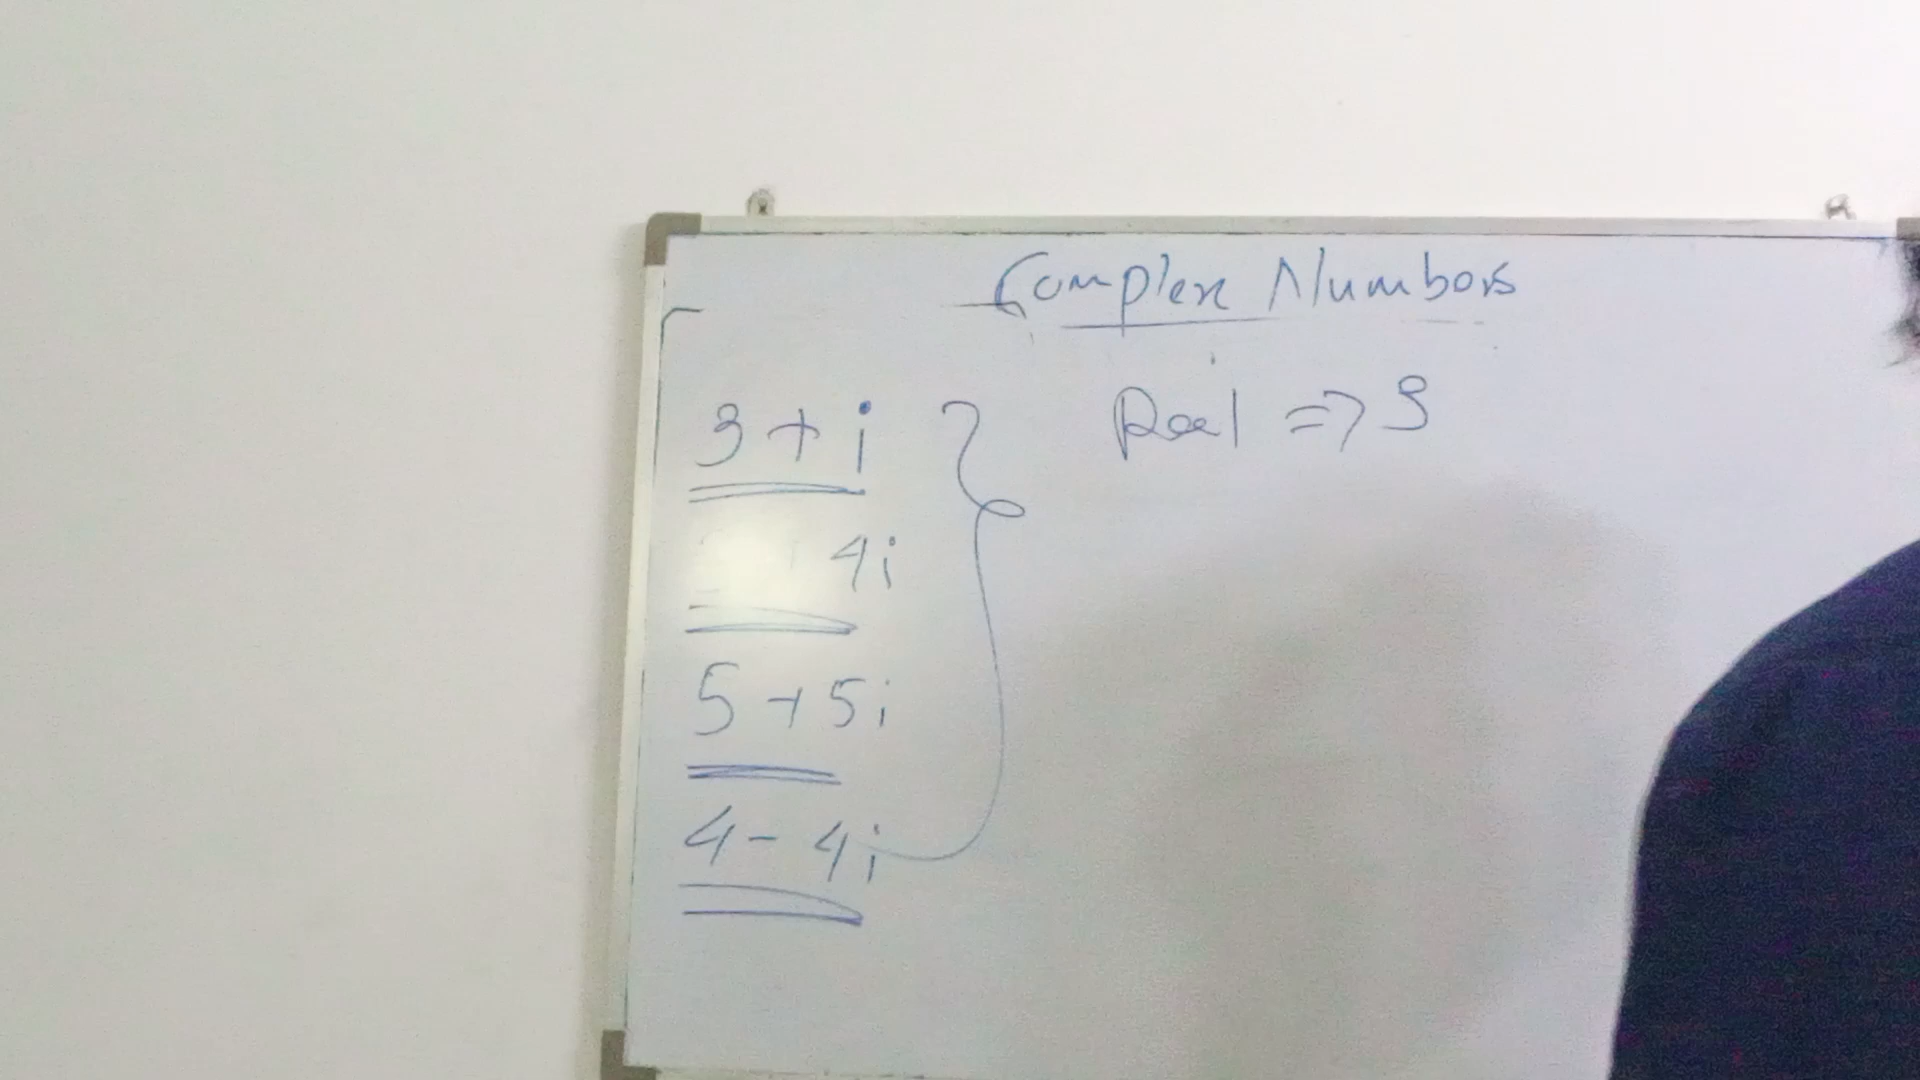 Complex Numbers
3 + i
Real => 3
4i
5 + 5i
4 - 4i